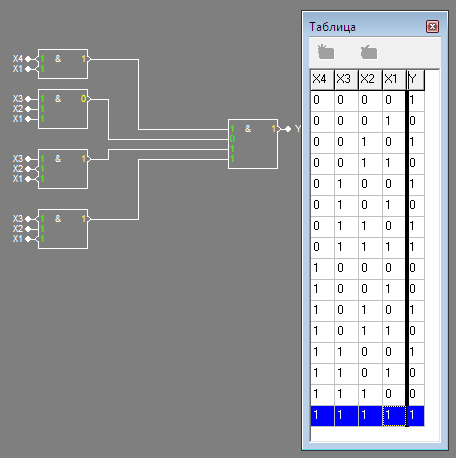 Таблица
X4 X3 X2 X1 Y
0 0 0 0 1
0 0 0 1 0
0 0 1 0 0
0 0 1 1 0
0 1 0 0 1
0 1 0 1 0
0 1 1 0 1
0 1 1 1 1
1 0 0 0 0
1 0 0 1 0
1 0 1 0 0
1 0 1 1 0
1 1 0 0 1
1 1 0 1 0
1 1 1 0 0
1 1 1 1 1
X4 1 & 1
X1 1
X3 1 & 0
X2 1
X1 1
X3 1 & 1
X2 1
X1 1
X3 1 & 1
X2 1
X1 1
1 & 1 Y
0
1
1